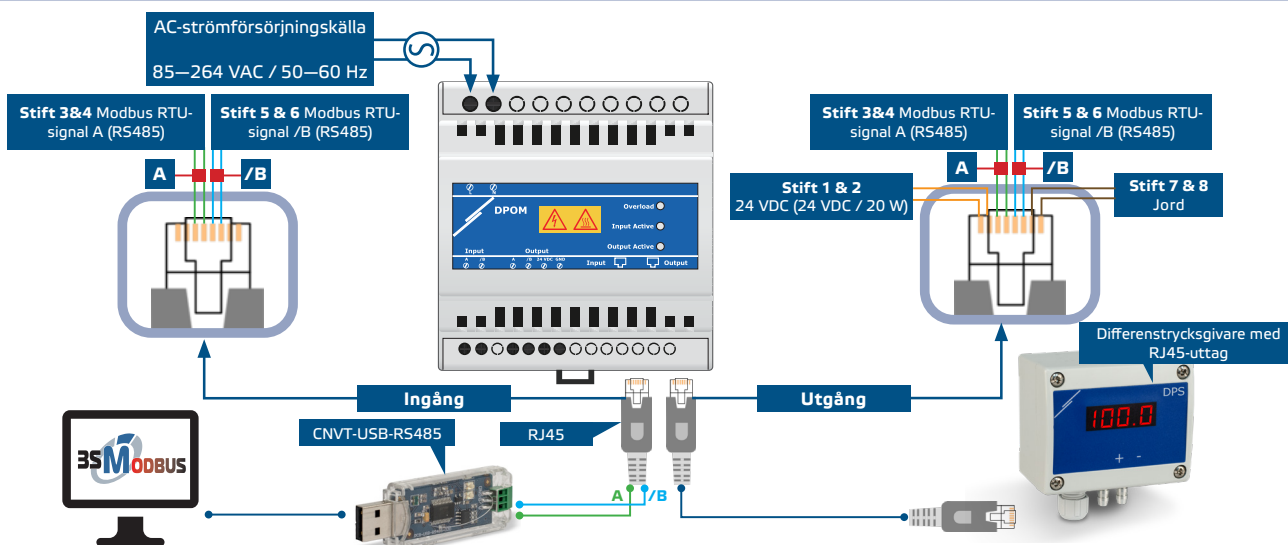 AC-strömförsörjningskälla
85—264 VAC / 50—60 Hz
Stift 3&4 Modbus RTU-
signal A (RS485)
Stift 5 & 6 Modbus RTU-
signal /B (RS485)
A
/B
Stift 3&4 Modbus RTU-
signal A (RS485)
Stift 5 & 6 Modbus RTU-
signal /B (RS485)
A
/B
Stift 1 & 2
24 VDC (24 VDC / 20 W)
Stift 7 & 8
Jord
L N
DPOM
Overload
Input Active
Output Active
Input Output
A /B A /B 24 VDC GND
Input Output
Ingång
Utgång
Differenstrycksgivare med
RJ45-uttag
DPS
100.0
+ -
CNVT-USB-RS485
RJ45
3SMODBUS
A /B